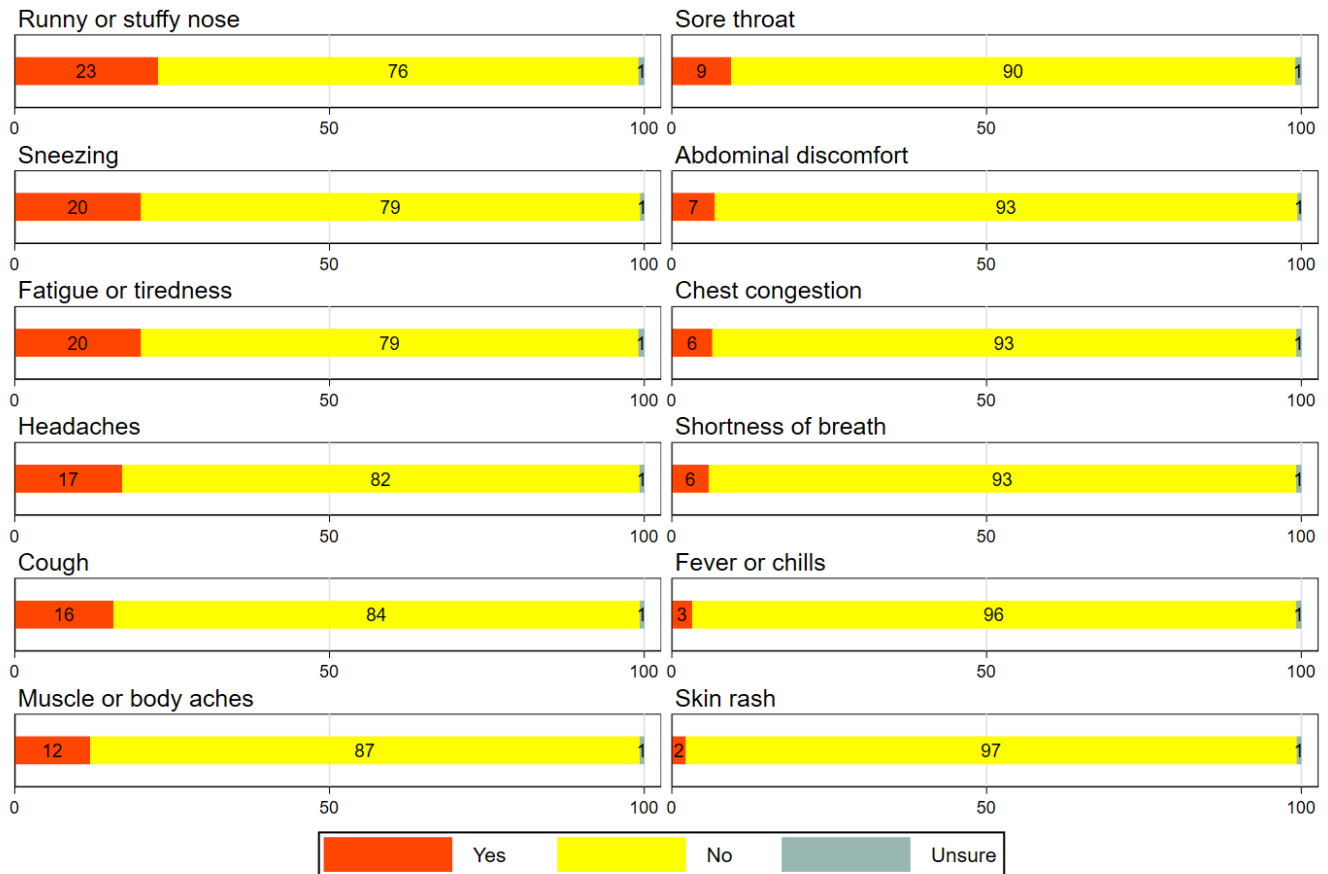 Runny or stuffy nose
23 76 1
0 50 100
Sneezing
20 79 1
0 50 100
Fatigue or tiredness
20 79 1
0 50 100
Headaches
17 82 1
0 50 100
Cough
16 84 1
0 50 100
Muscle or body aches
12 87 1
0 50 100
Sore throat
9 90 1
0 50 100
Abdominal discomfort
7 93 1
0 50 100
Chest congestion
6 93 1
0 50 100
Shortness of breath
6 93 1
0 50 100
Fever or chills
3 96 1
0 50 100
Skin rash
2 97 1
0 50 100
Yes No Unsure